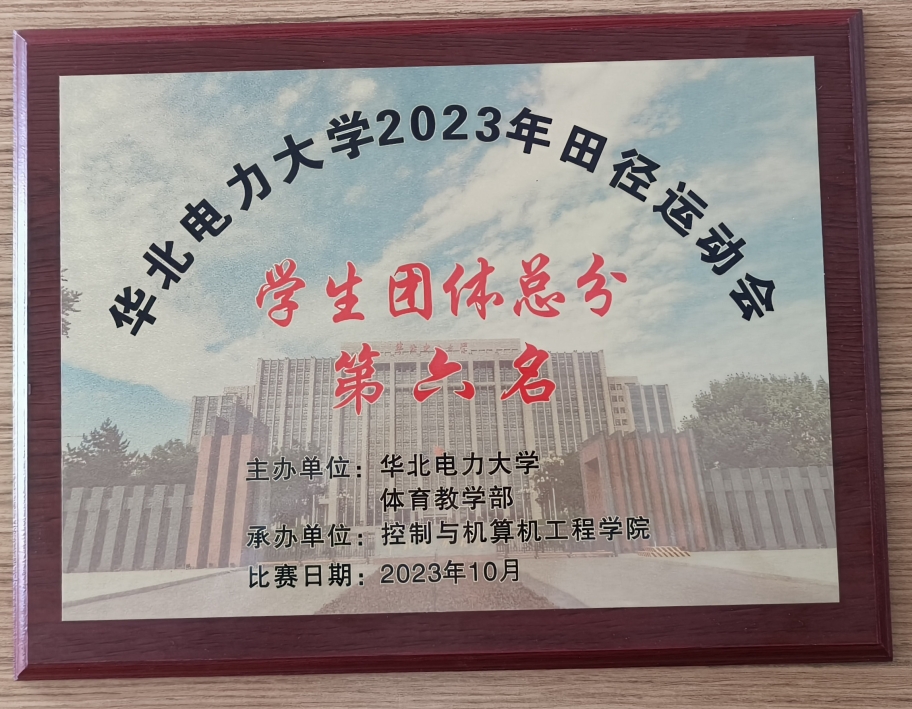 华北电力大学2023年田径运动会
学生团体总分
第六名
主办单位：华北电力大学
体育教学部
承办单位：控制与机算机工程学院
比赛日期：2023年10月